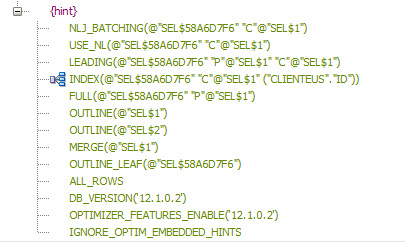 {hint}
NLJ_BATCHING(@"SEL$58A6D7F6" "C"@"SEL$1")
USE_NL(@"SEL$58A6D7F6" "C"@"SEL$1")
LEADING(@"SEL$58A6D7F6" "P"@"SEL$1" "C"@"SEL$1")
INDEX(@"SEL$58A6D7F6" "C"@"SEL$1" ("CLIENTEUS"."ID"))
FULL(@"SEL$58A6D7F6" "P"@"SEL$1")
OUTLINE(@"SEL$1")
OUTLINE(@"SEL$2")
MERGE(@"SEL$1")
OUTLINE_LEAF(@"SEL$58A6D7F6")
ALL_ROWS
DB_VERSION('12.1.0.2')
OPTIMIZER_FEATURES_ENABLE('12.1.0.2')
IGNORE_OPTIM_EMBEDDED_HINTS